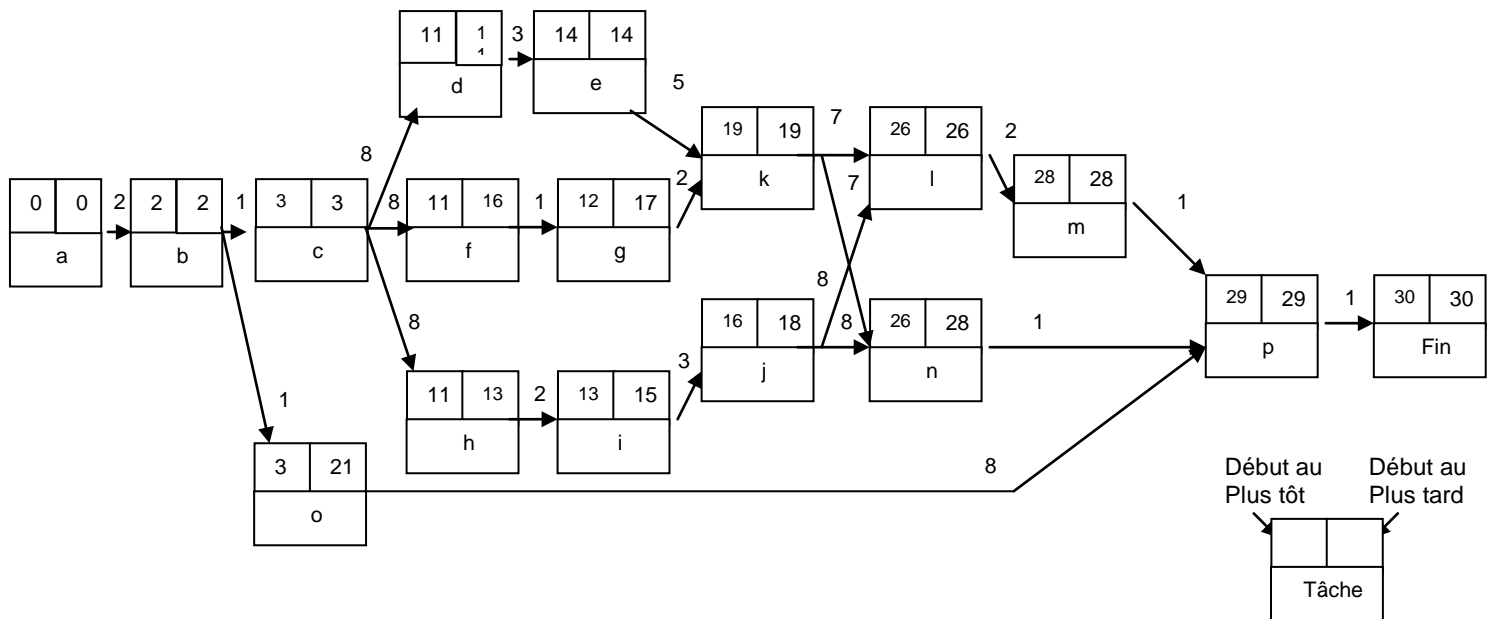 11 1 1 3 14 14
d e
5
19 19 7 26 26 2
k l
8
7
28 28 1
m
0 0 2 2 2 1 3 3 8 11 16 1 12 17 2
a b c f g
8
8
29 29 1 30 30
p Fin
16 18 8 26 28 1
j n
3
11 13 2 13 15
h i
1
3 21
o
8
Début au Début au
Plus tôt Plus tard
Tâche